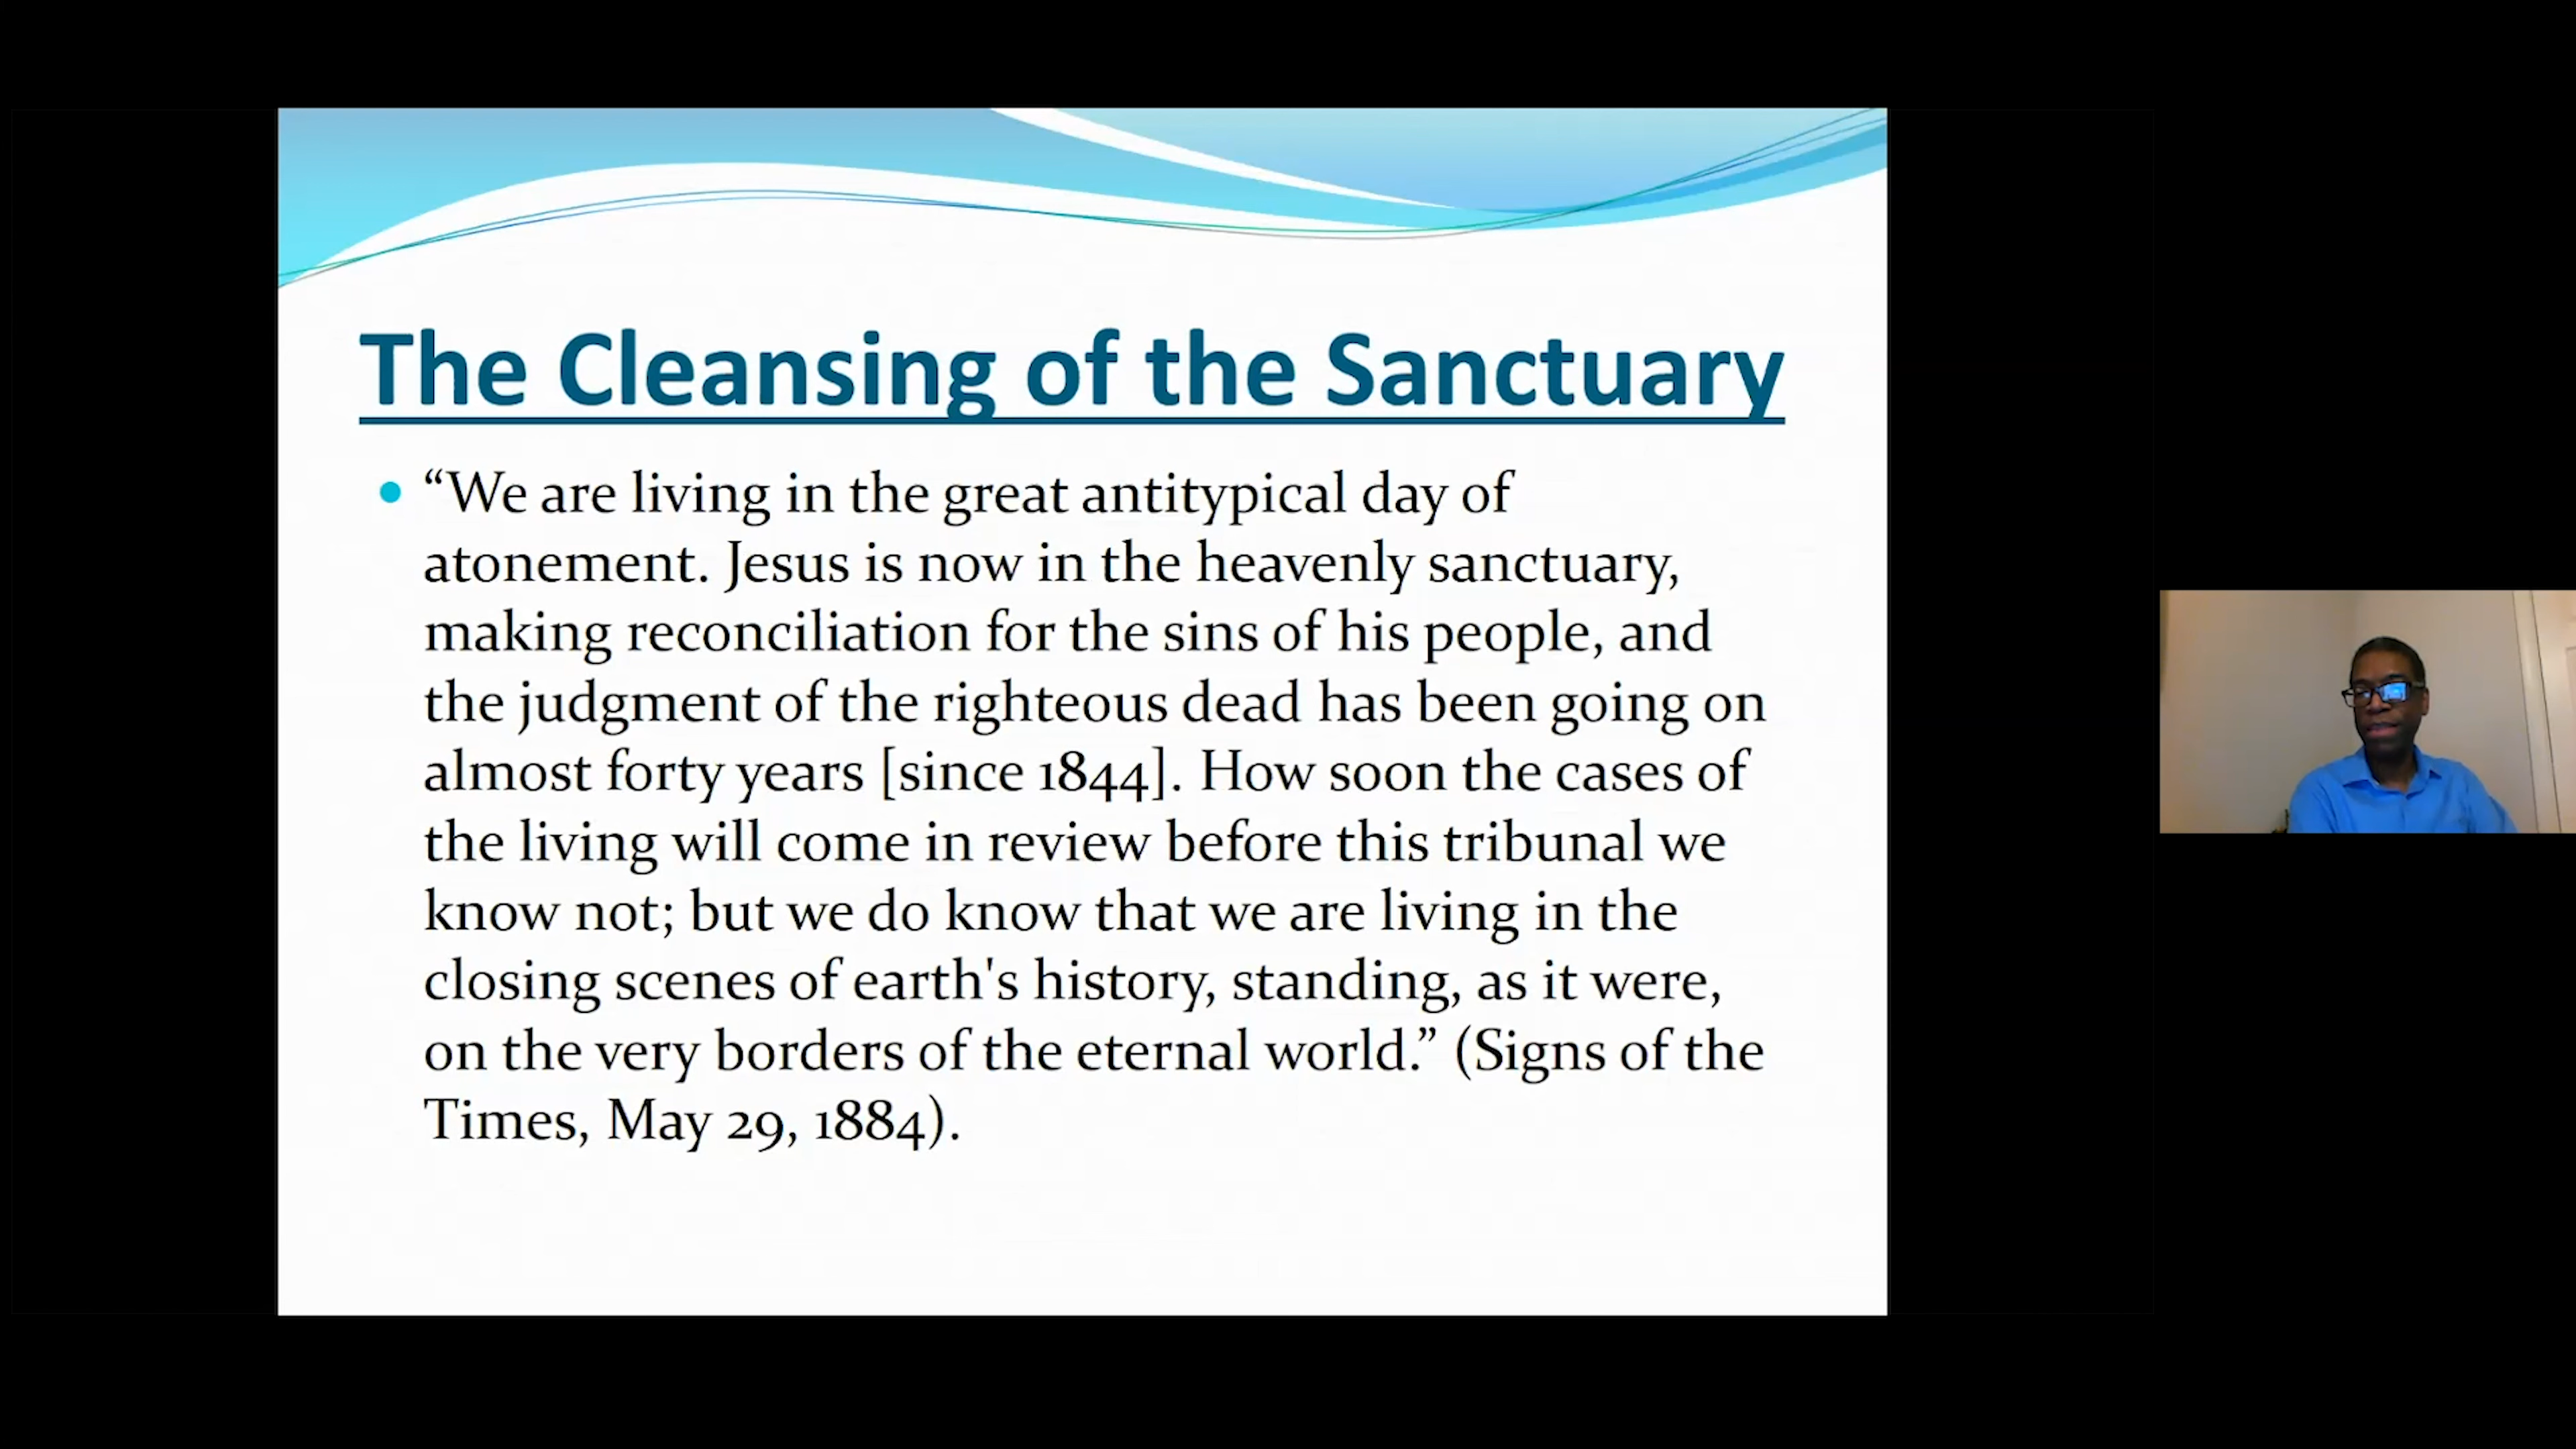 The Cleansing of the Sanctuary
• “We are living in the great antitypical day of
atonement. Jesus is now in the heavenly sanctuary,
making reconciliation for the sins of his people, and
the judgment of the righteous dead has been going on
almost forty years [since 1844]. How soon the cases of
the living will come in review before this tribunal we
know not; but we do know that we are living in the
closing scenes of earth's history, standing, as it were,
on the very borders of the eternal world.” (Signs of the
Times, May 29, 1884).